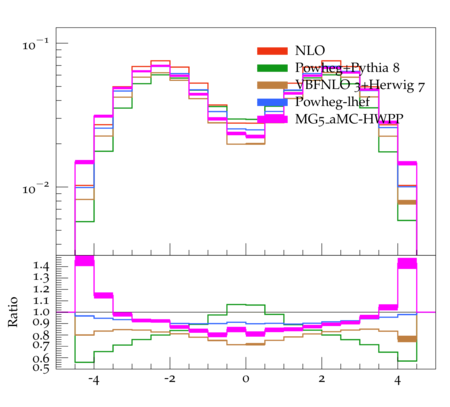 10⁻¹
NLO
Powheg+Pythia 8
VBFNLO 3+Herwig 7
Powheg-lhef
MG5_aMC-HWPP
10⁻²
1.4
1.3
1.2
1.1
1.0
0.9
0.8
0.7
0.6
0.5
Ratio
-4 -2 0 2 4